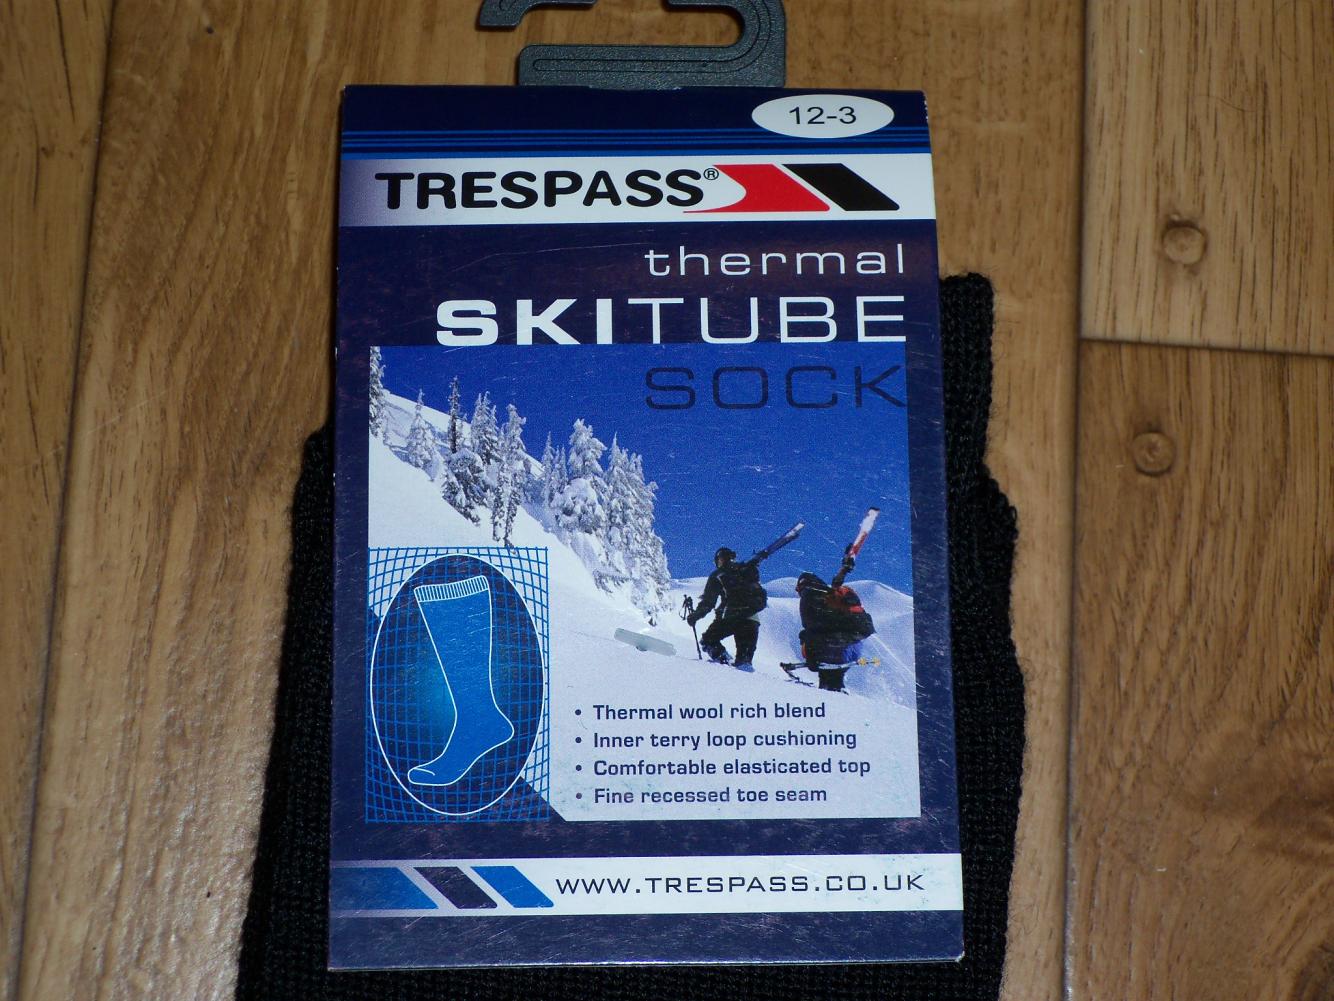 12-3
TRESPASS®
thermal
SKITUBE
SOCK
• Thermal wool rich blend
• Inner terry loop cushioning
• Comfortable elasticated top
• Fine recessed toe seam
WWW.TRESPASS.CO.UK